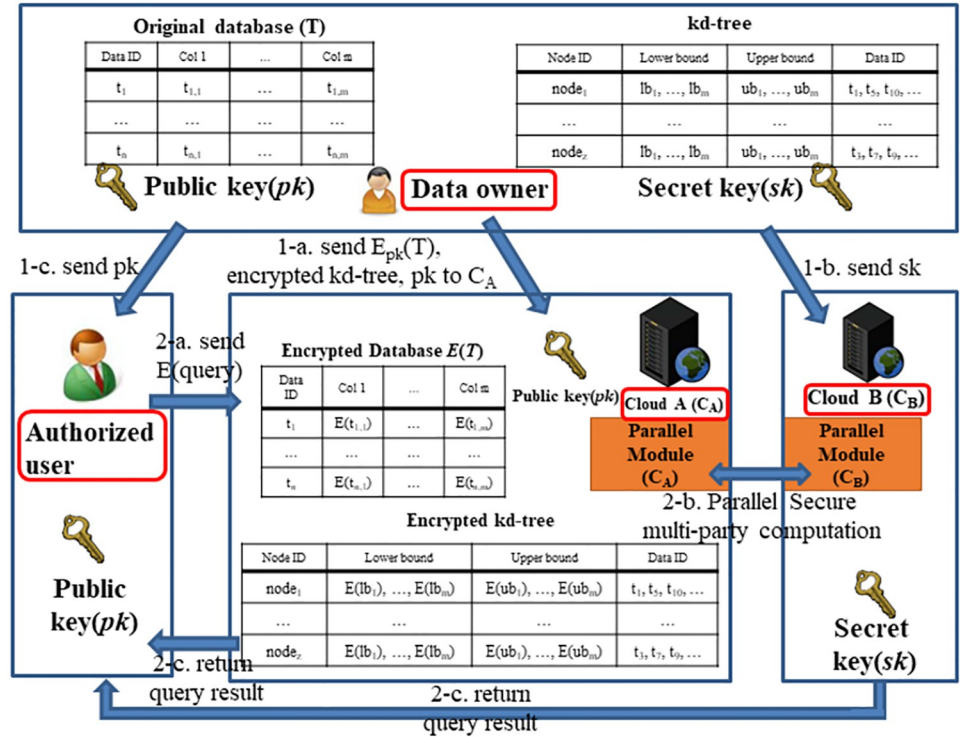 Original database (T)
Data ID Col 1 … Col m
t1 t1,1 … t1,m
… … … …
tn tn,1 … tn,m
kd-tree
Node ID Lower bound Upper bound Data ID
node1 lb1, …, lbm ub1, …, ubm t1, t5, t10, …
… … … …
nodez lb1, …, lbm ub1, …, ubm t3, t7, t9, …
Public key(pk)
Data owner
Secret key(sk)
1-c. send pk
1-a. send Epk(T),
encrypted kd-tree, pk to CA
1-b. send sk
2-a. send
E(query)
Authorized
user
Public
key(pk)
Encrypted Database E(T)
Data
ID Col 1 … Col m
t1 E(t1,1) … E(t1,m)
… … … …
tn E(tn,1) … E(tn,m)
Public key(pk)
Cloud A (CA)
Parallel
Module
(CA)
Cloud B (CB)
Parallel
Module
(CB)
2-b. Parallel Secure
multi-party computation
Encrypted kd-tree
Node ID Lower bound Upper bound Data ID
node1 E(lb1), …, E(lbm) E(ub1), …, E(ubm) t1, t5, t10, …
… … … …
nodez E(lb1), …, E(lbm) E(ub1), …, E(ubm) t3, t7, t9, …
Secret
key(sk)
2-c. return
query result
2-c. return
query result